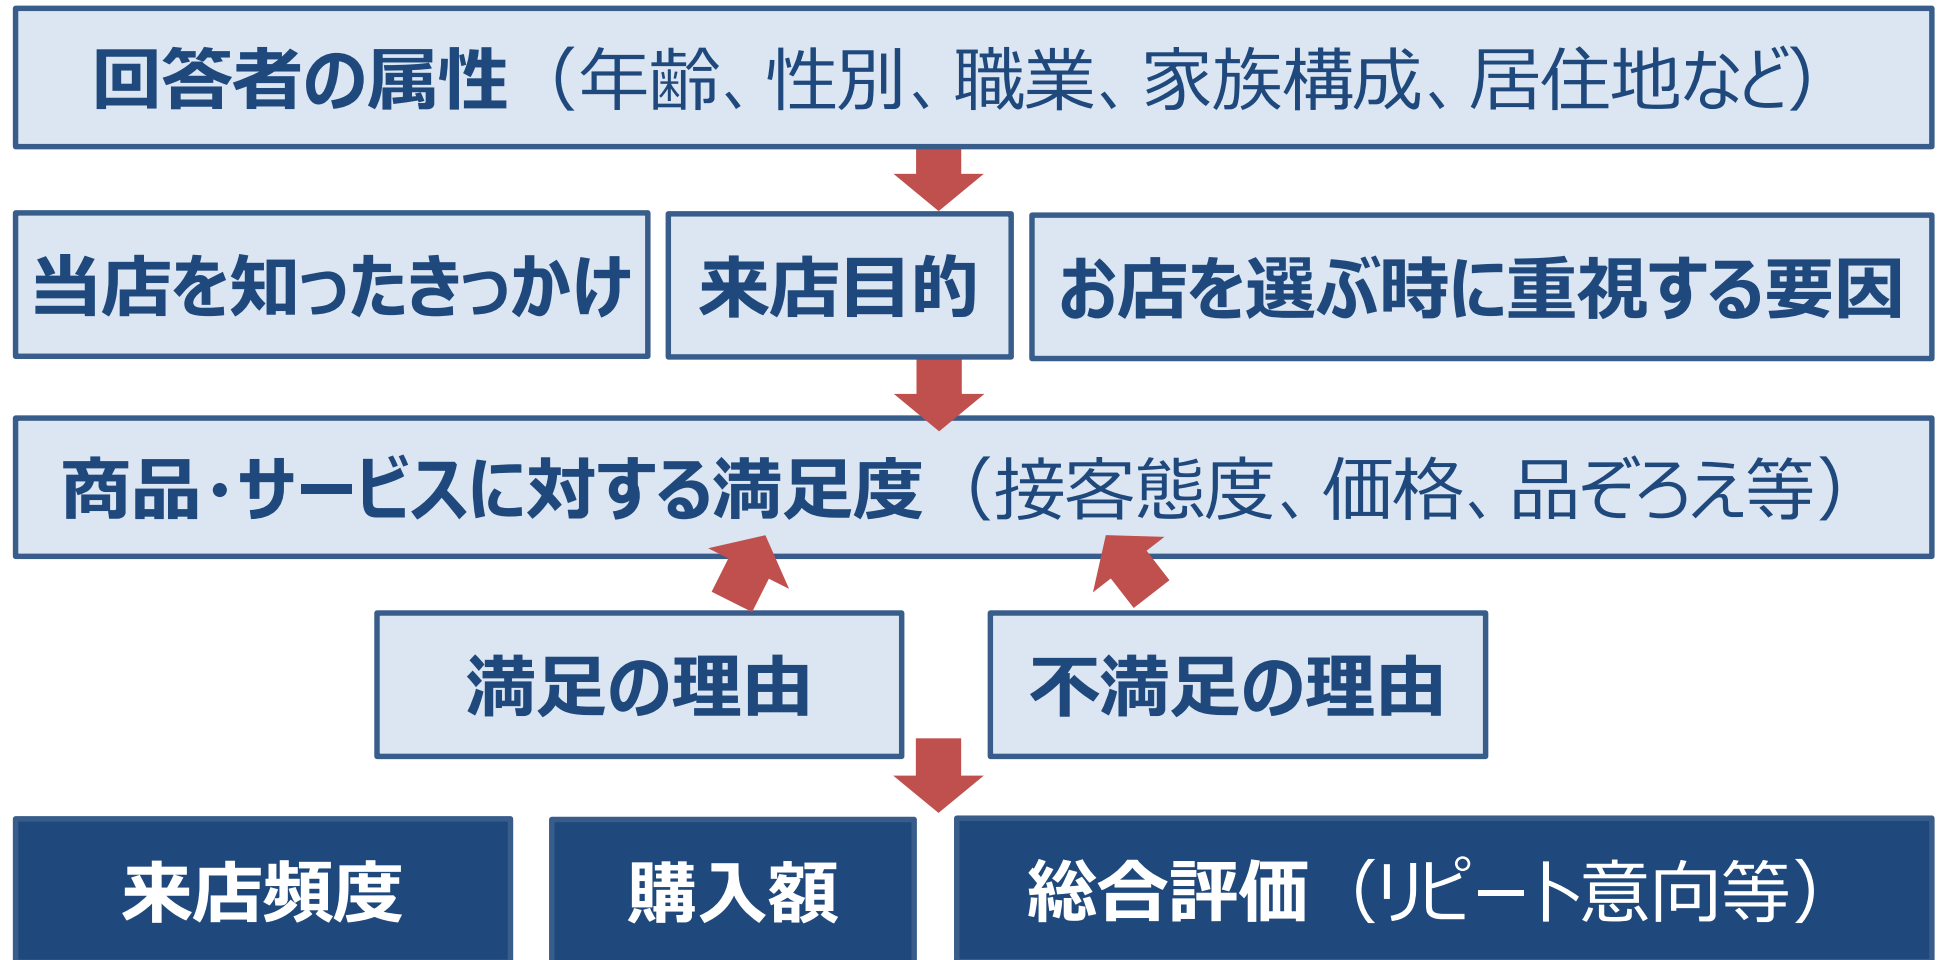 回答者の属性（年齢、性別、職業、家族構成、居住地など）
当店を知ったきっかけ
来店目的
お店を選ぶ時に重視する要因
商品・サービスに対する満足度（接客態度、価格、品ぞろえ等）
満足の理由
不満足の理由
来店頻度
購入額
総合評価（リピート意向等）